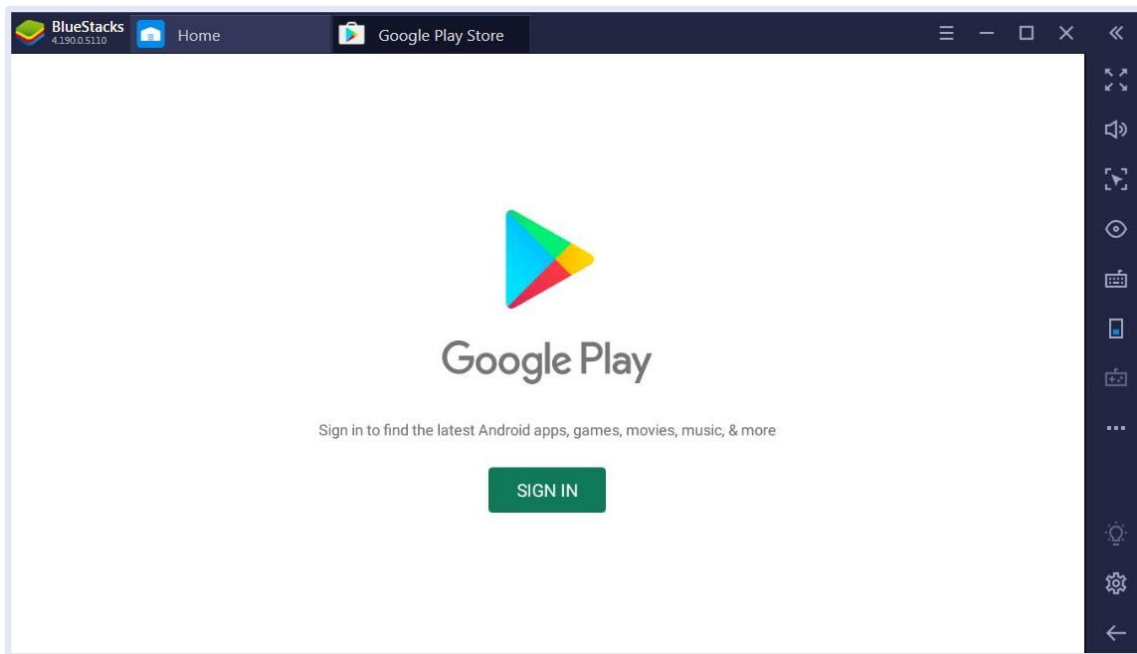 BlueStacks
4.190.0.5110
Home
Google Play Store
Google Play
Sign in to find the latest Android apps, games, movies, music, & more
SIGN IN